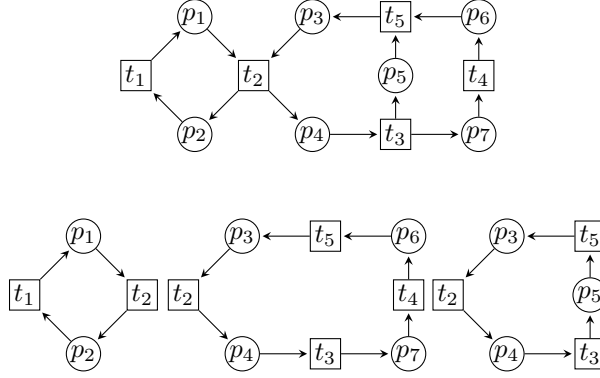 p1 p3 t5 p6
t1 t2 p5 t4
p2 p4 t3 p7
p1 p3 t5 p6 p3 t5
t1 t2 t2 t4 t2 p5
p2 p4 t3 p7 p4 t3